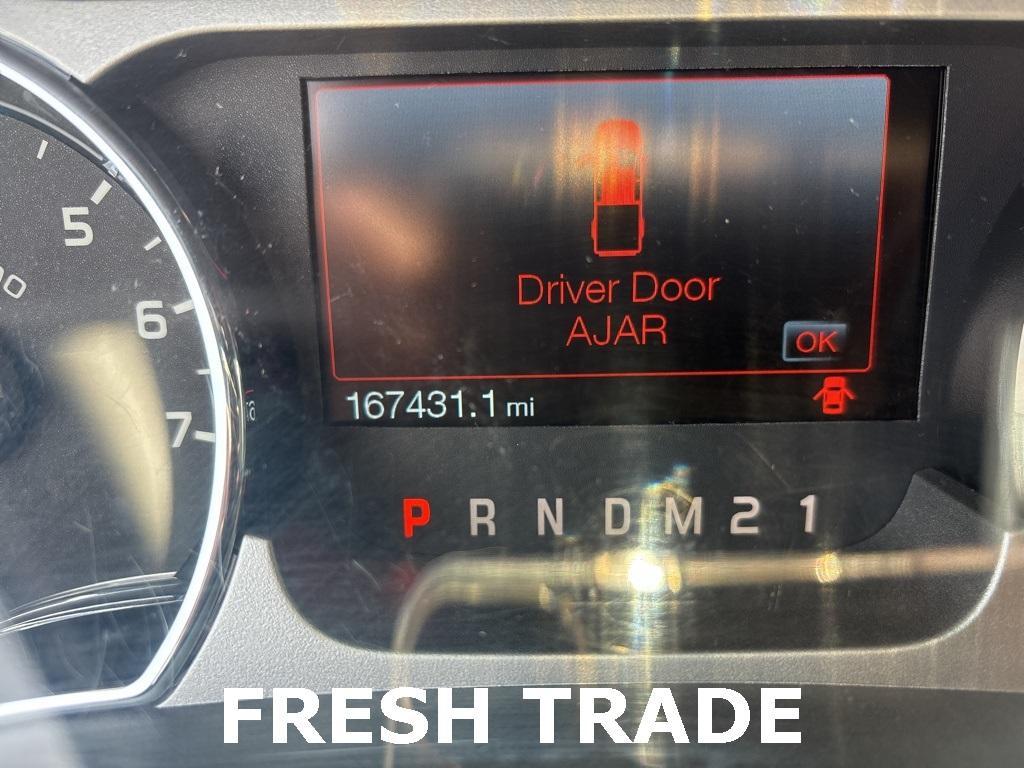 5
6
7
Driver Door
AJAR
OK
167431.1 mi
P R N D M 2 1
FRESH TRADE